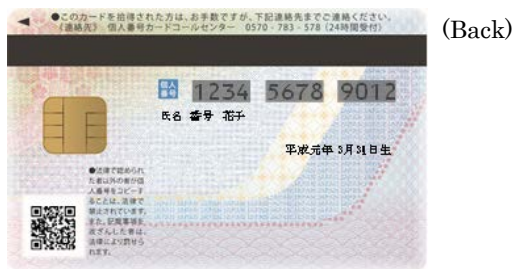 ●このカードを拾得された方は、お手数ですが、下記連絡先までご連絡ください。
《連絡先》 個人番号カードコールセンター 0570-783-578 (24時間受付)
(Back)
個人番号 1234 5678 9012
氏名 番号 花子
平成元年 3月31日生
●法律で認められ
た者以外の者が個
人番号をコピーす
ることは、法律で
禁止されています。
また、記載事項を
改ざんした者は、
法律により罰せら
れます。